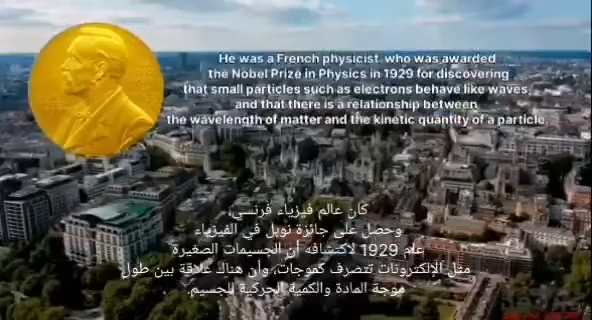 He was a French physicist who was awarded
the Nobel Prize in Physics in 1929 for discovering
that small particles such as electrons behave like waves,
and that there is a relationship between
the wavelength of matter and the kinetic quantity of a particle.
كان عالم فيزياء فرنسي،
وحصل على جائزة نوبل في الفيزياء
عام 1929 لاكتشافه أن الجسيمات الصغيرة
مثل الإلكترونات تتصرف كموجات، وأن هناك علاقة بين طول
موجة المادة والكمية الحركية للجسيم.